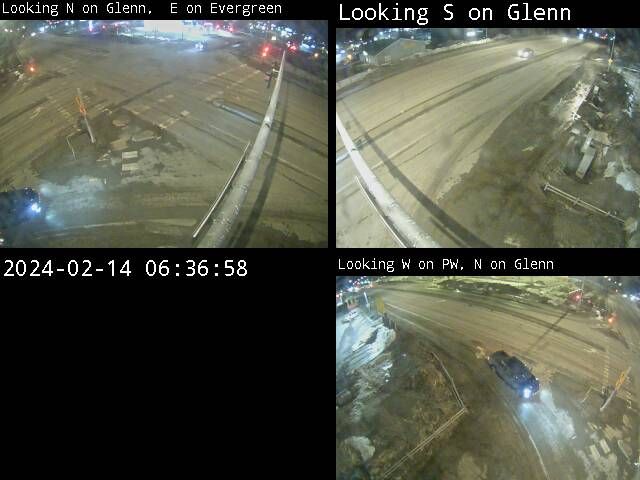 Looking N on Glenn,  E on Evergreen
Looking S on Glenn
2024-02-14 06:36:58
Looking W on PW, N on Glenn